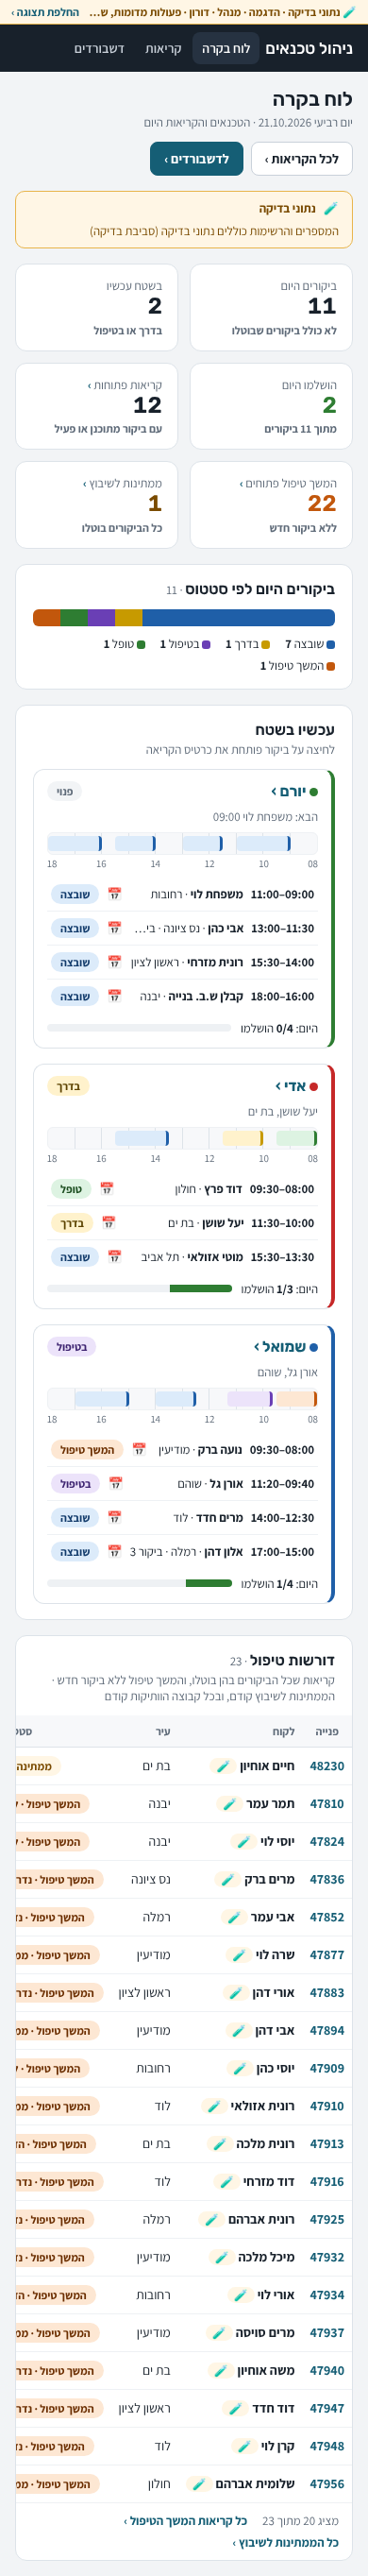 🧪 נתוני בדיקה · הדגמה · מנהל · דורון · פעולות מדומות, ש... החלפת תצוגה ›
ניהול טכנאים לוח בקרה קריאות דשבורדים
לוח בקרה
יום רביעי 21.10.2026 · הטכנאים והקריאות היום
לכל הקריאות › לדשבורדים ›
🧪 נתוני בדיקה
המספרים והרשימות כוללים נתוני בדיקה (סביבת בדיקה)
ביקורים היום
11
לא כולל ביקורים שבוטלו
בשטח עכשיו
2
בדרך או בטיפול
הושלמו היום
2
מתוך 11 ביקורים
קריאות פתוחות ›
12
עם ביקור מתוכנן או פעיל
המשך טיפול פתוחים ›
22
ללא ביקור חדש
ממתינות לשיבוץ ›
1
כל הביקורים בוטלו
ביקורים היום לפי סטטוס · 11
שובצה 7 בדרך 1 בטיפול 1 טופל 1
המשך טיפול 1
עכשיו בשטח
לחיצה על ביקור פותחת את כרטיס הקריאה
יורם › פנוי
הבא: משפחת לוי 09:00
08 10 12 14 16 18
09:00–11:00 משפחת לוי · רחובות 📅 שובצה
11:30–13:00 אבי כהן · נס ציונה · בי... 📅 שובצה
14:00–15:30 רונית מזרחי · ראשון לציון 📅 שובצה
16:00–18:00 קבלן ש.ב. בנייה · יבנה 📅 שובצה
היום: 0/4 הושלמו
אדי › בדרך
יעל שושן, בת ים
08 10 12 14 16 18
08:00–09:30 דוד פרץ · חולון 📅 טופל
10:00–11:30 יעל שושן · בת ים 📅 בדרך
13:30–15:30 מוטי אזולאי · תל אביב 📅 שובצה
היום: 1/3 הושלמו
שמואל › בטיפול
אורן גל, שוהם
08 10 12 14 16 18
08:00–09:30 נועה ברק · מודיעין 📅 המשך טיפול
09:40–11:20 אורן גל · שוהם 📅 בטיפול
12:30–14:00 מרים חדד · לוד 📅 שובצה
15:00–17:00 אלון דהן · רמלה · ביקור 3 📅 שובצה
היום: 1/4 הושלמו
דורשות טיפול · 23
קריאות שכל הביקורים בהן בוטלו, והמשך טיפול ללא ביקור חדש ·
הממתינות לשיבוץ קודם, ובכל קבוצה הוותיקות קודם
פנייה לקוח עיר סטט
48230 חיים אוחיון 🧪 בת ים ממתינה
47810 תמר עמר 🧪 יבנה המשך טיפול ·
47824 יוסי לוי 🧪 יבנה המשך טיפול ·
47836 מרים ברק 🧪 נס ציונה המשך טיפול · נדר
47852 אבי עמר 🧪 רמלה המשך טיפול · נד
47877 שרה לוי 🧪 מודיעין המשך טיפול · ממ
47883 אורי דהן 🧪 ראשון לציון המשך טיפול · נדר
47894 אבי דהן 🧪 מודיעין המשך טיפול · ממ
47909 יוסי כהן 🧪 רחובות המשך טיפול ·
47910 רונית אזולאי 🧪 לוד המשך טיפול · ממ
47913 רונית מלכה 🧪 בת ים המשך טיפול · הז
47916 דוד מזרחי 🧪 לוד המשך טיפול · נדר
47925 רונית אברהם 🧪 רמלה המשך טיפול · נד
47932 מיכל מלכה 🧪 מודיעין המשך טיפול · נדר
47934 אורי לוי 🧪 רחובות המשך טיפול · הז
47937 מרים סויסה 🧪 מודיעין המשך טיפול · ממ
47940 משה אוחיון 🧪 בת ים המשך טיפול · נדר
47947 דוד חדד 🧪 ראשון לציון המשך טיפול · נדר
47948 קרן לוי 🧪 לוד המשך טיפול · נד
47956 שלומית אברהם 🧪 חולון המשך טיפול · ממ
מציג 20 מתוך 23 כל קריאות המשך הטיפול ›
כל הממתינות לשיבוץ ›